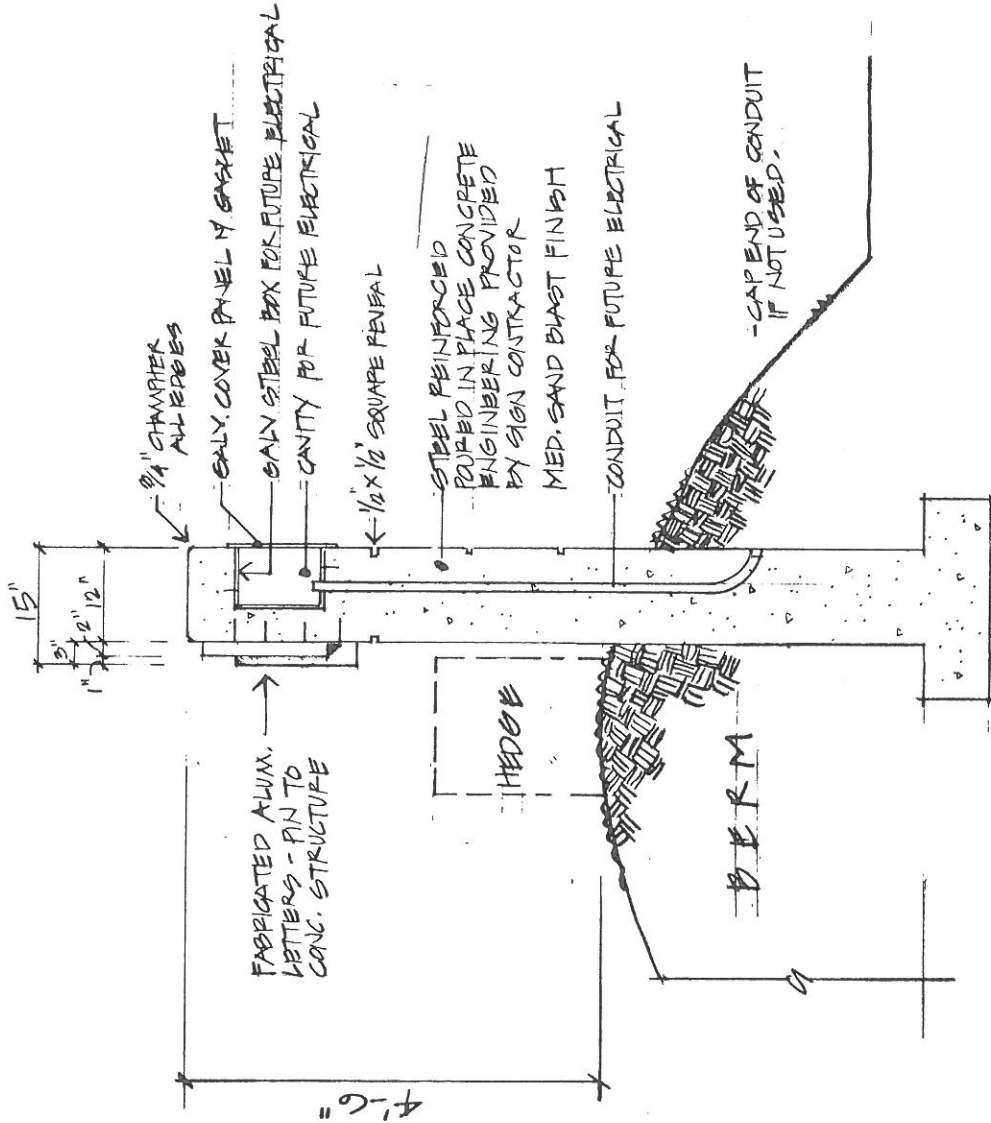 15"
3"
1"
2"
12"
3/4" CHAMPHER
ALL EDGES
GALV. COVER PANEL W/ GASKET
GALV STEEL BOX FOR FUTURE ELECTRICAL
CAVITY FOR FUTURE ELECTRICAL
1/2" X 1/2" SQUARE REVEAL
STEEL REINFORCED
POURED IN PLACE CONCRETE
ENGINEERING PROVIDED
BY SIGN CONTRACTOR
MED. SAND BLAST FINISH
CONDUIT FOR FUTURE ELECTRICAL
- CAP END OF CONDUIT
IF NOT USED.
FABRICATED ALUM.
LETTERS - PIN TO
CONC. STRUCTURE
HEDGE
BERM
4'-6"